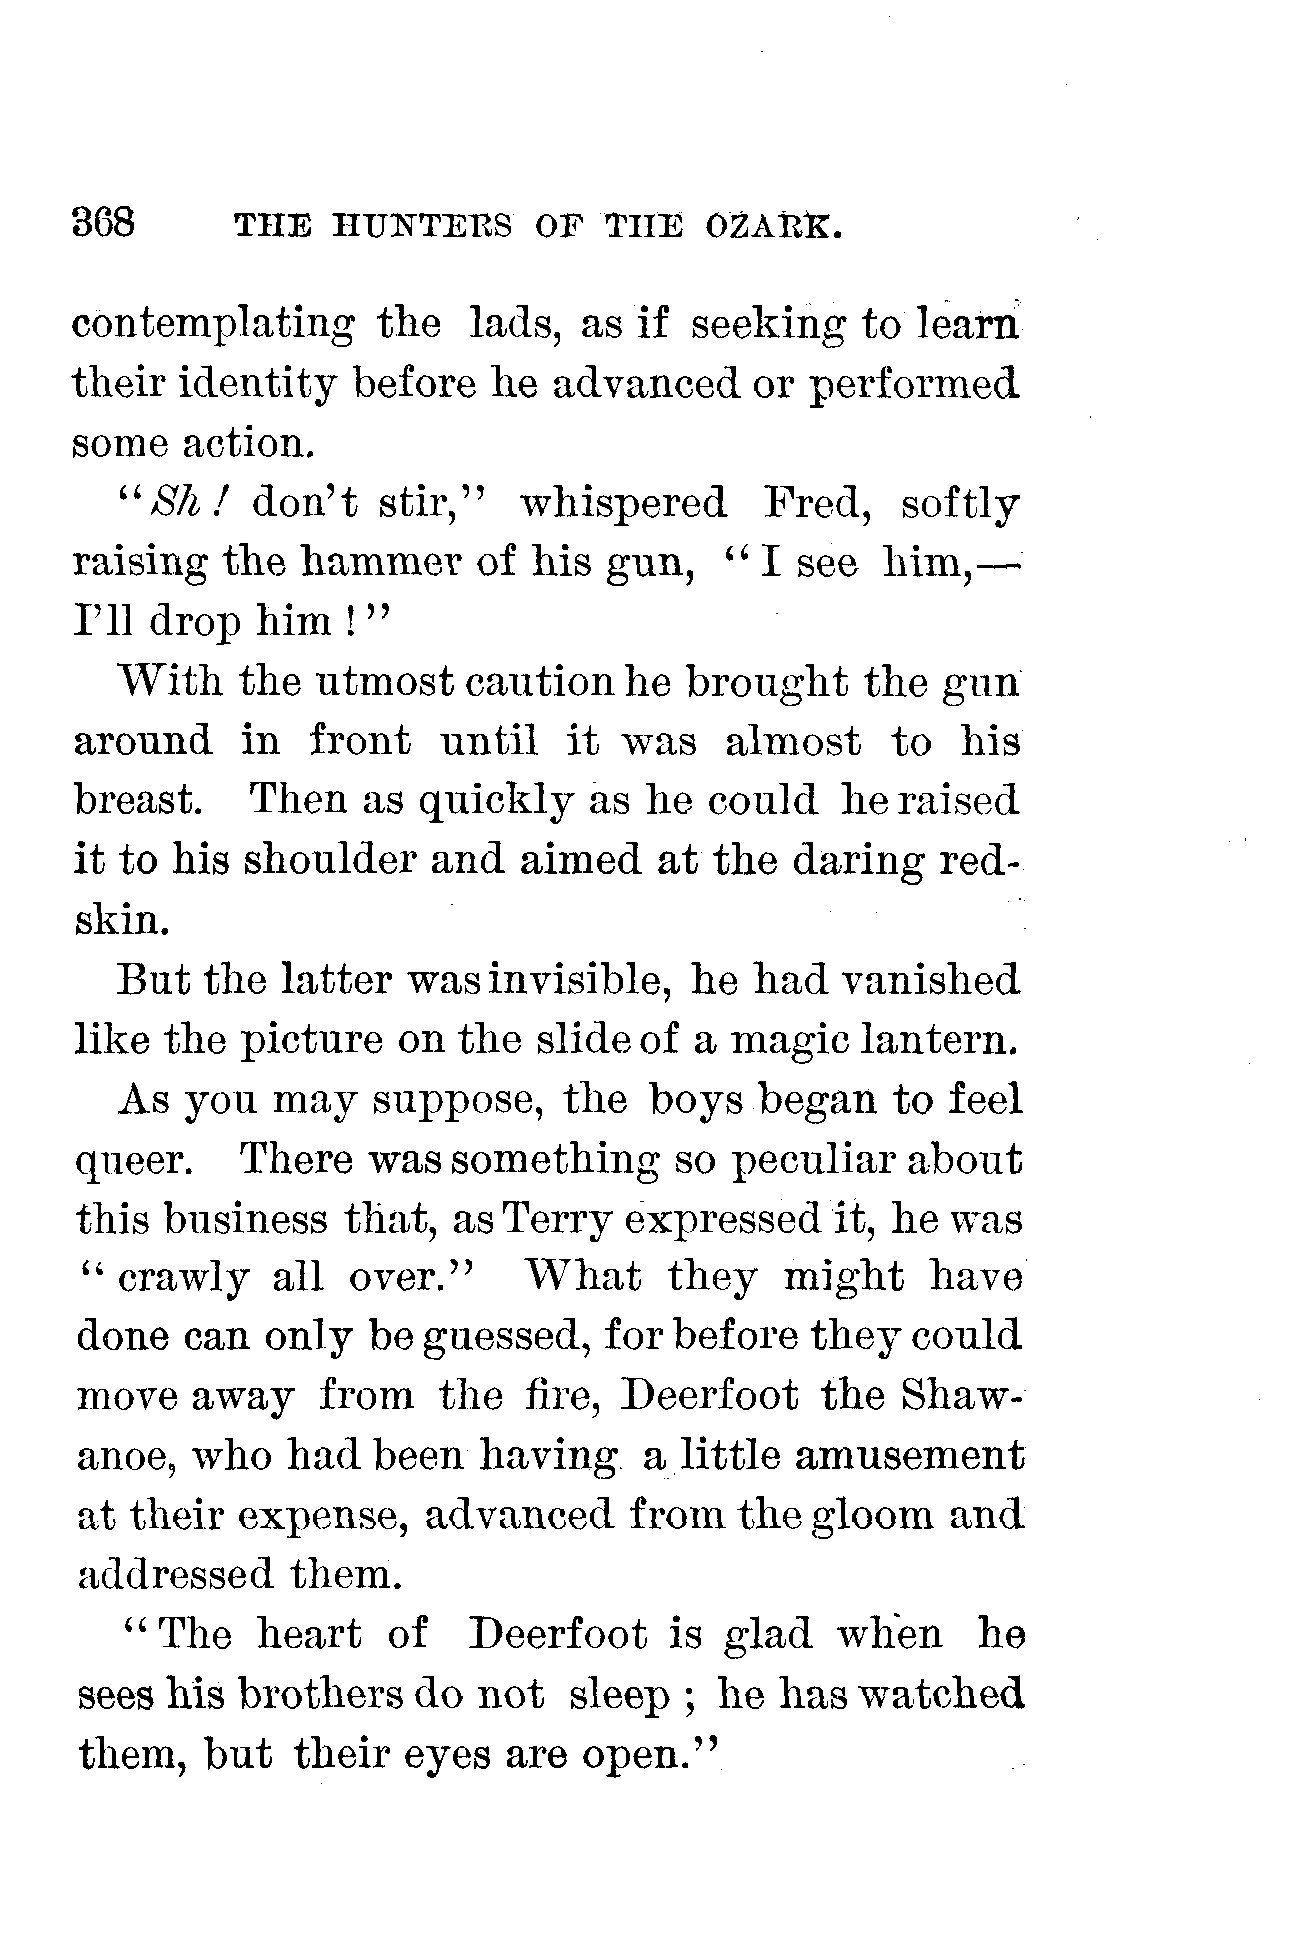 368 THE HUNTERS OF THE OZARK.
contemplating the lads, as if seeking to learn
their identity before he advanced or performed
some action.
"Sh! don't stir," whispered Fred, softly
raising the hammer of his gun, "I see him,—
I'll drop him!"
With the utmost caution he brought the gun
around in front until it was almost to his
breast. Then as quickly as he could he raised
it to his shoulder and aimed at the daring red-
skin.
But the latter was invisible, he had vanished
like the picture on the slide of a magic lantern.
As you may suppose, the boys began to feel
queer. There was something so peculiar about
this business that, as Terry expressed it, he was
"crawly all over." What they might have
done can only be guessed, for before they could
move away from the fire, Deerfoot the Shaw-
anoe, who had been having a little amusement
at their expense, advanced from the gloom and
addressed them.
"The heart of Deerfoot is glad when he
sees his brothers do not sleep; he has watched
them, but their eyes are open."